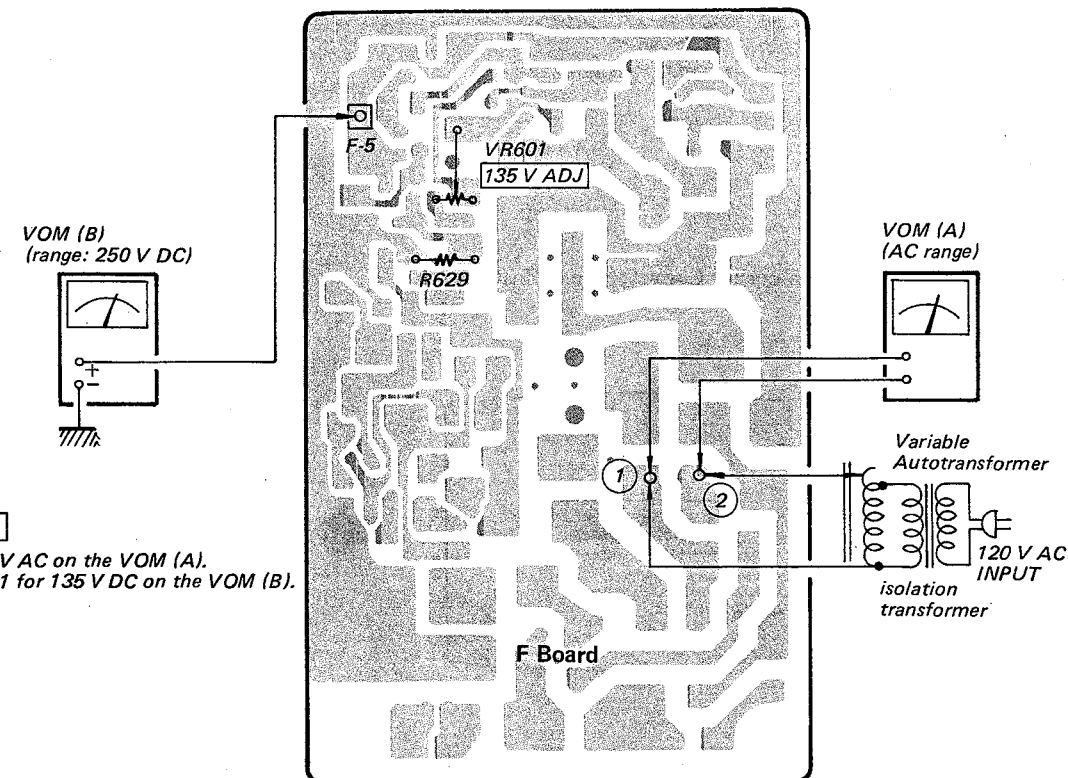 F-5
VR601
135 V ADJ
R629
VOM (B)
(range: 250 V DC)
+
−
VOM (A)
(AC range)
1
2
Variable
Autotransformer
120 V AC
INPUT
isolation
transformer
V AC on the VOM (A).
1 for 135 V DC on the VOM (B).
F Board